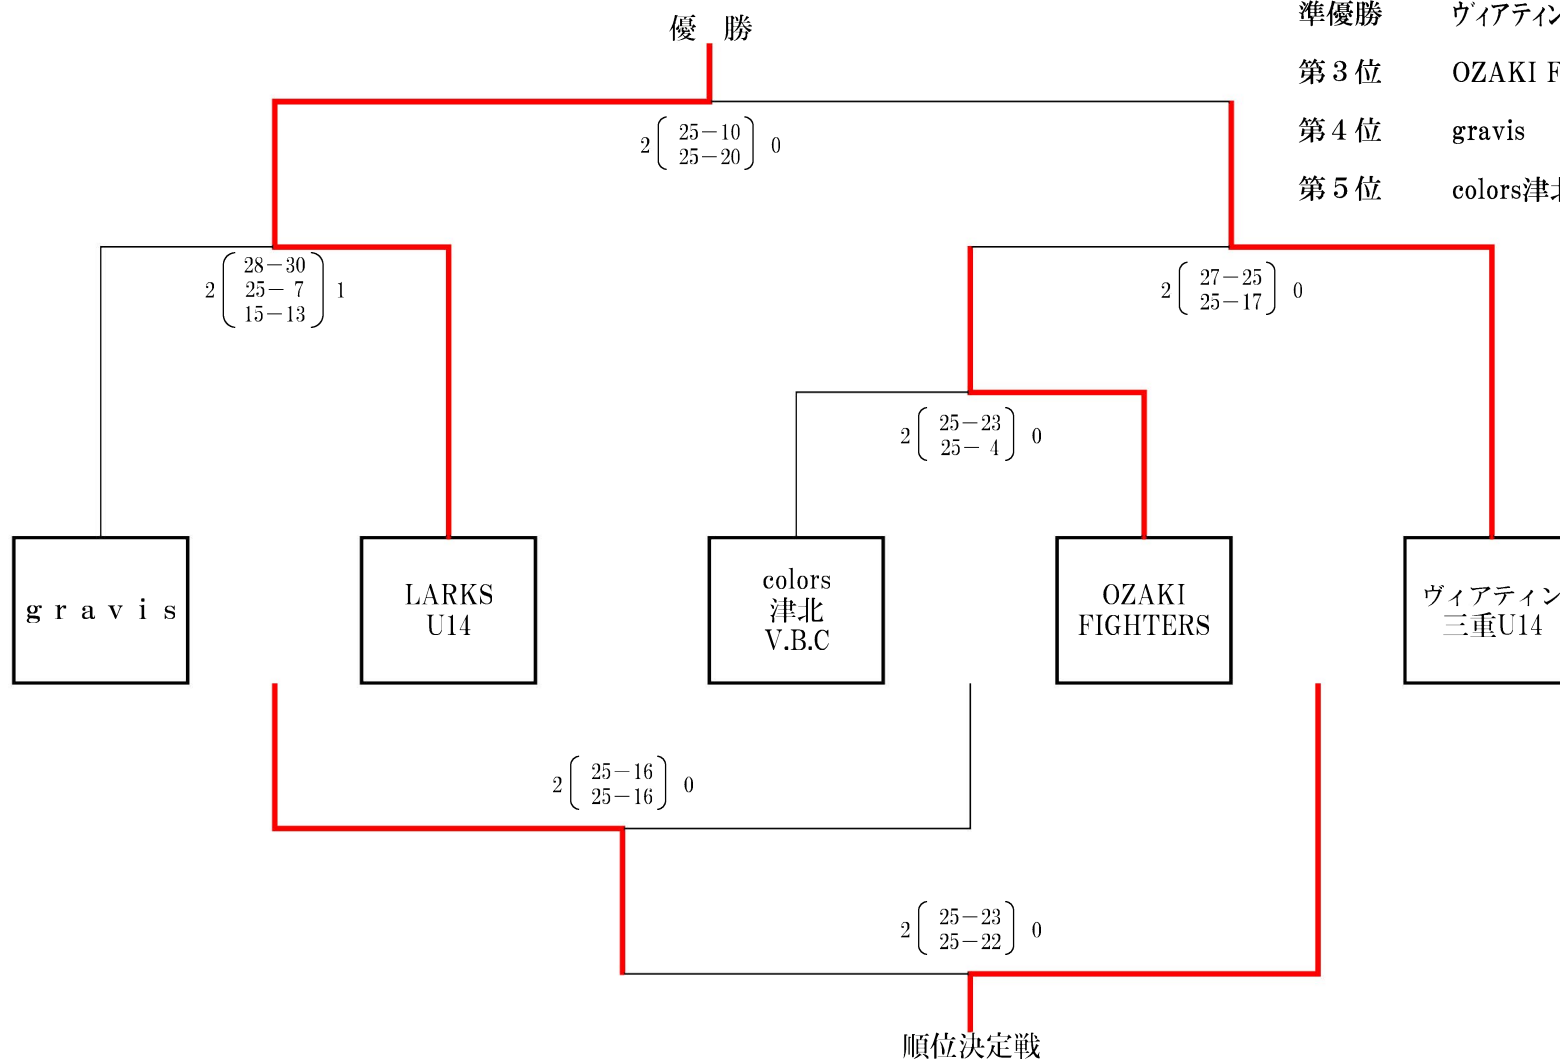 優　勝
準優勝　ヴィアティン
第３位　OZAKI F
第４位　gravis
第５位　colors津北
2 25－10 0
25－20
2 28－30 1
25－ 7
15－13
2 27－25 0
25－17
2 25－23 0
25－ 4
ｇｒａｖｉｓ
LARKS
U14
colors
津北
V.B.C
OZAKI
FIGHTERS
ヴィアティン
三重U14
2 25－16 0
25－16
2 25－23 0
25－22
順位決定戦